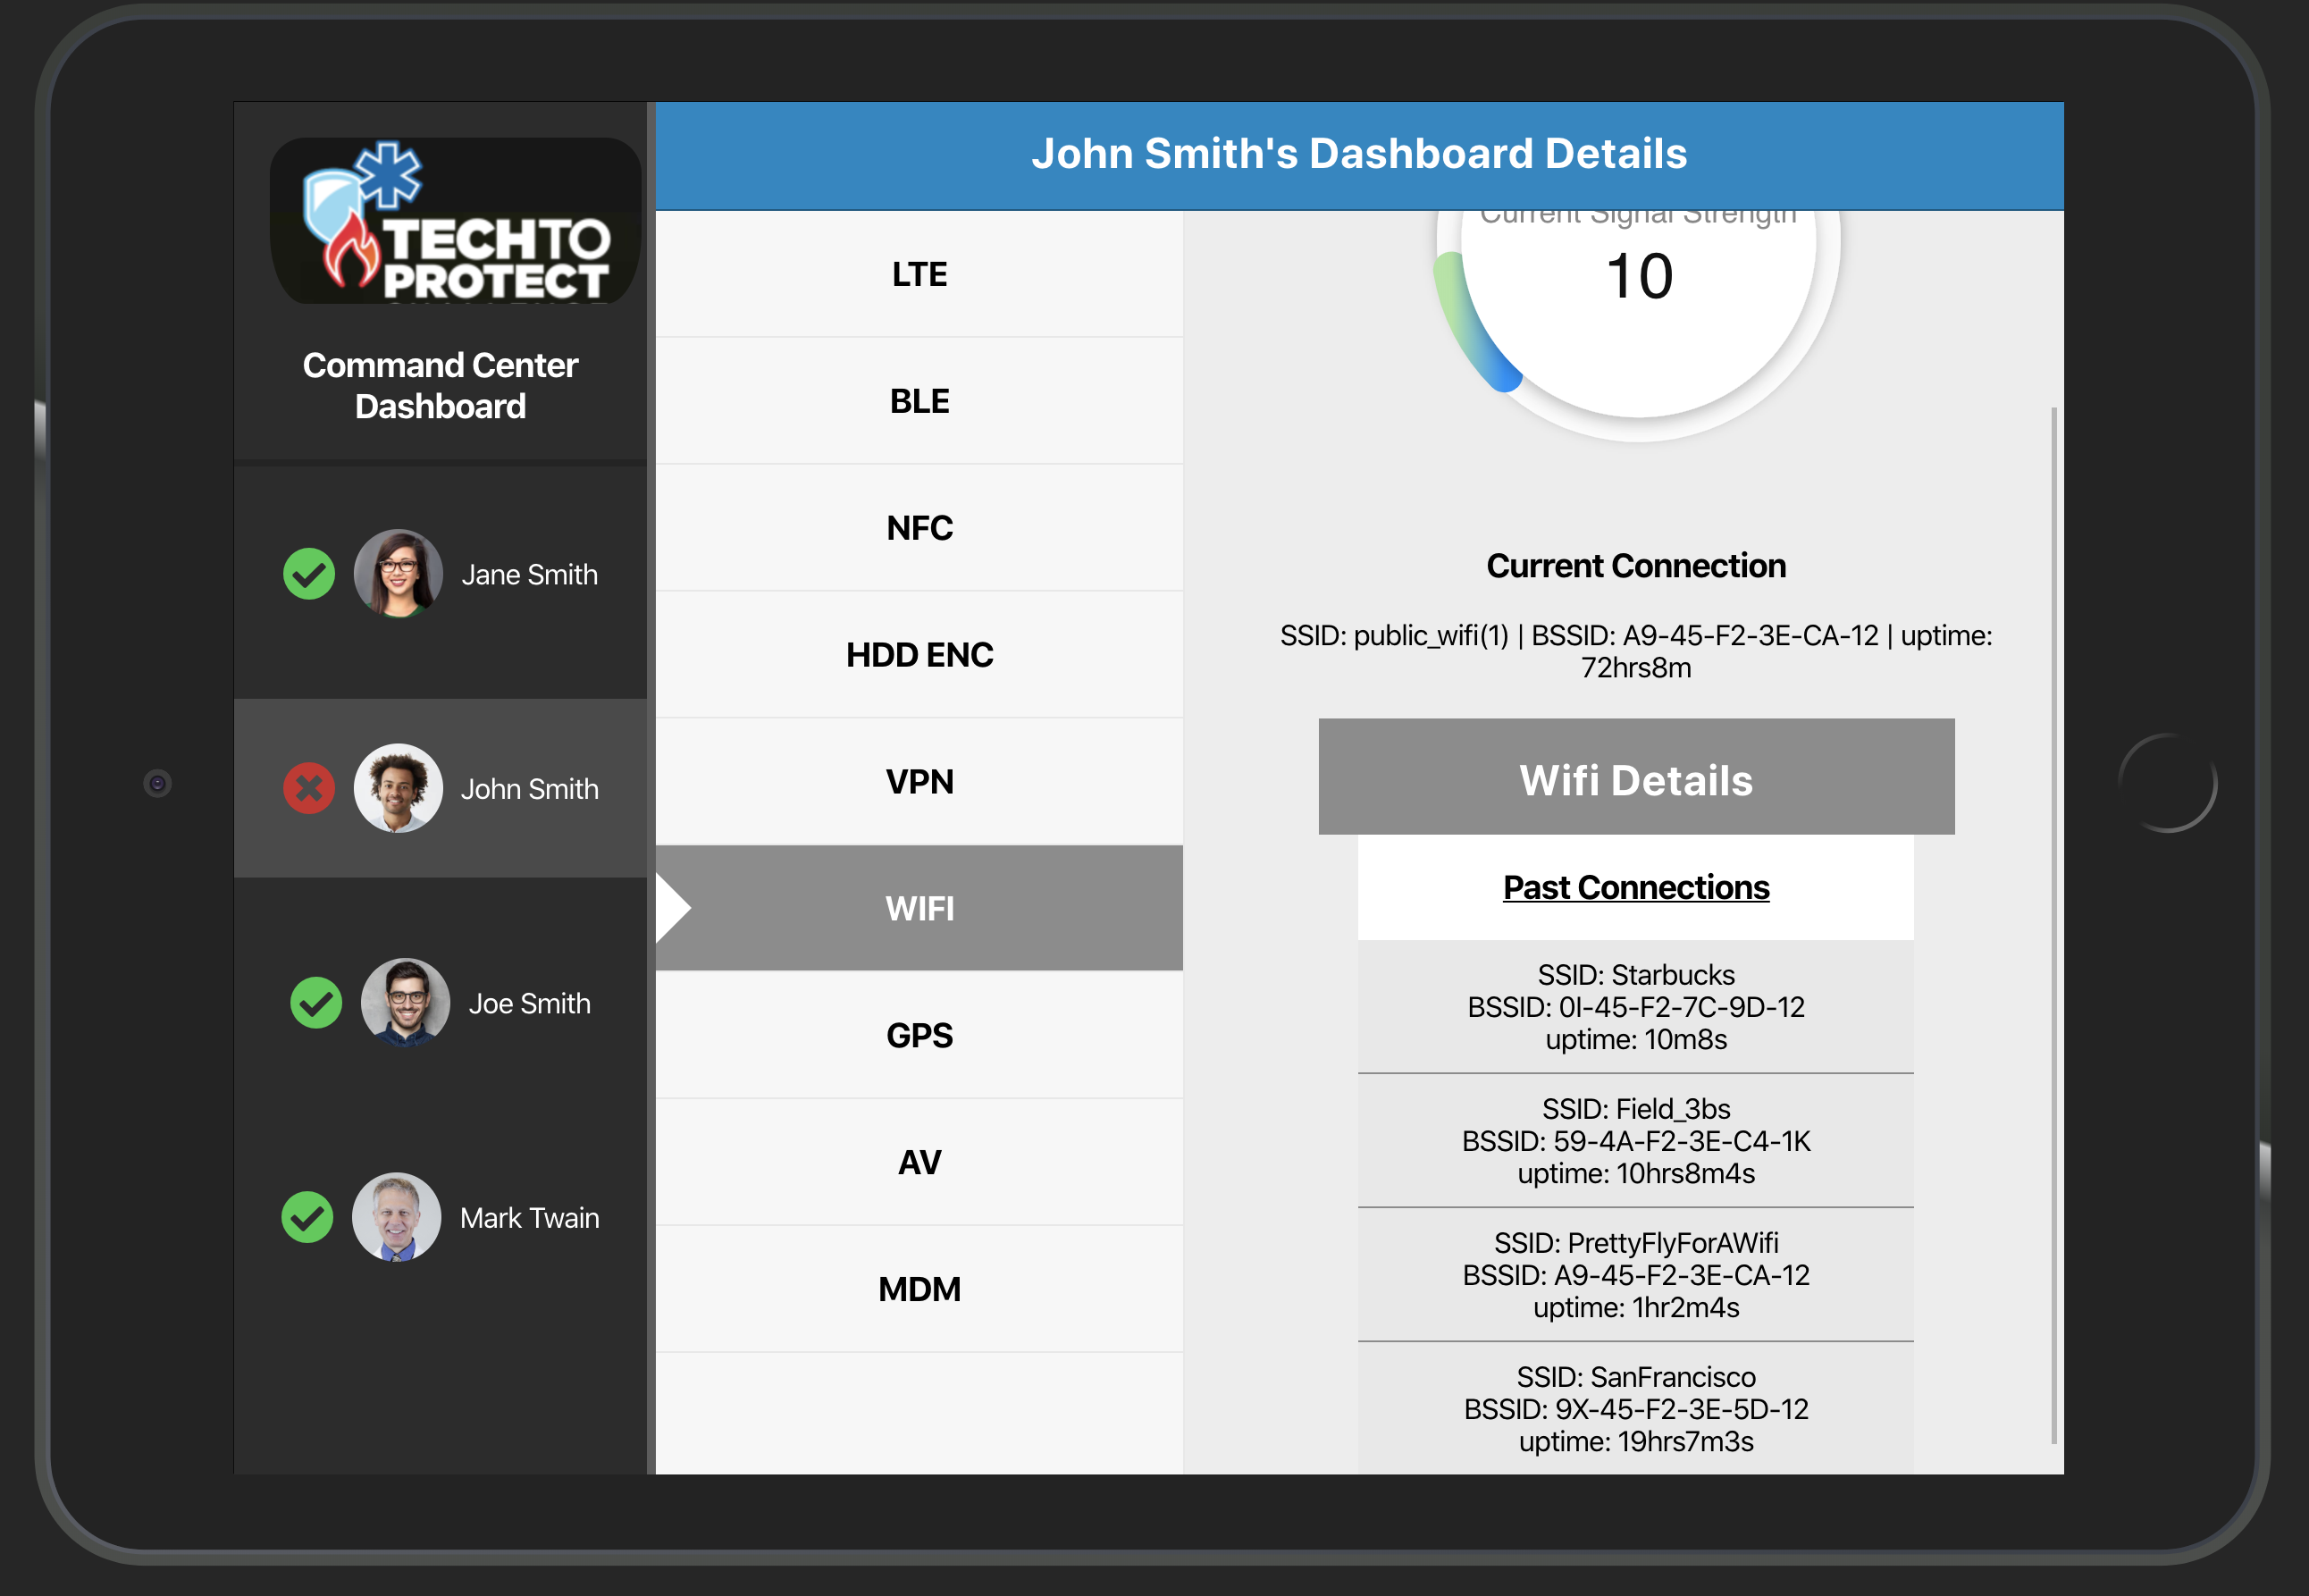 TECHTO
PROTECT
Command Center
Dashboard
Jane Smith
John Smith
Joe Smith
Mark Twain
John Smith's Dashboard Details
LTE
BLE
NFC
HDD ENC
VPN
WIFI
GPS
AV
MDM
Current Signal Strength
10
Current Connection
SSID: public_wifi(1) | BSSID: A9-45-F2-3E-CA-12 | uptime:
72hrs8m
Wifi Details
Past Connections
SSID: Starbucks
BSSID: 0I-45-F2-7C-9D-12
uptime: 10m8s
SSID: Field_3bs
BSSID: 59-4A-F2-3E-C4-1K
uptime: 10hrs8m4s
SSID: PrettyFlyForAWifi
BSSID: A9-45-F2-3E-CA-12
uptime: 1hr2m4s
SSID: SanFrancisco
BSSID: 9X-45-F2-3E-5D-12
uptime: 19hrs7m3s